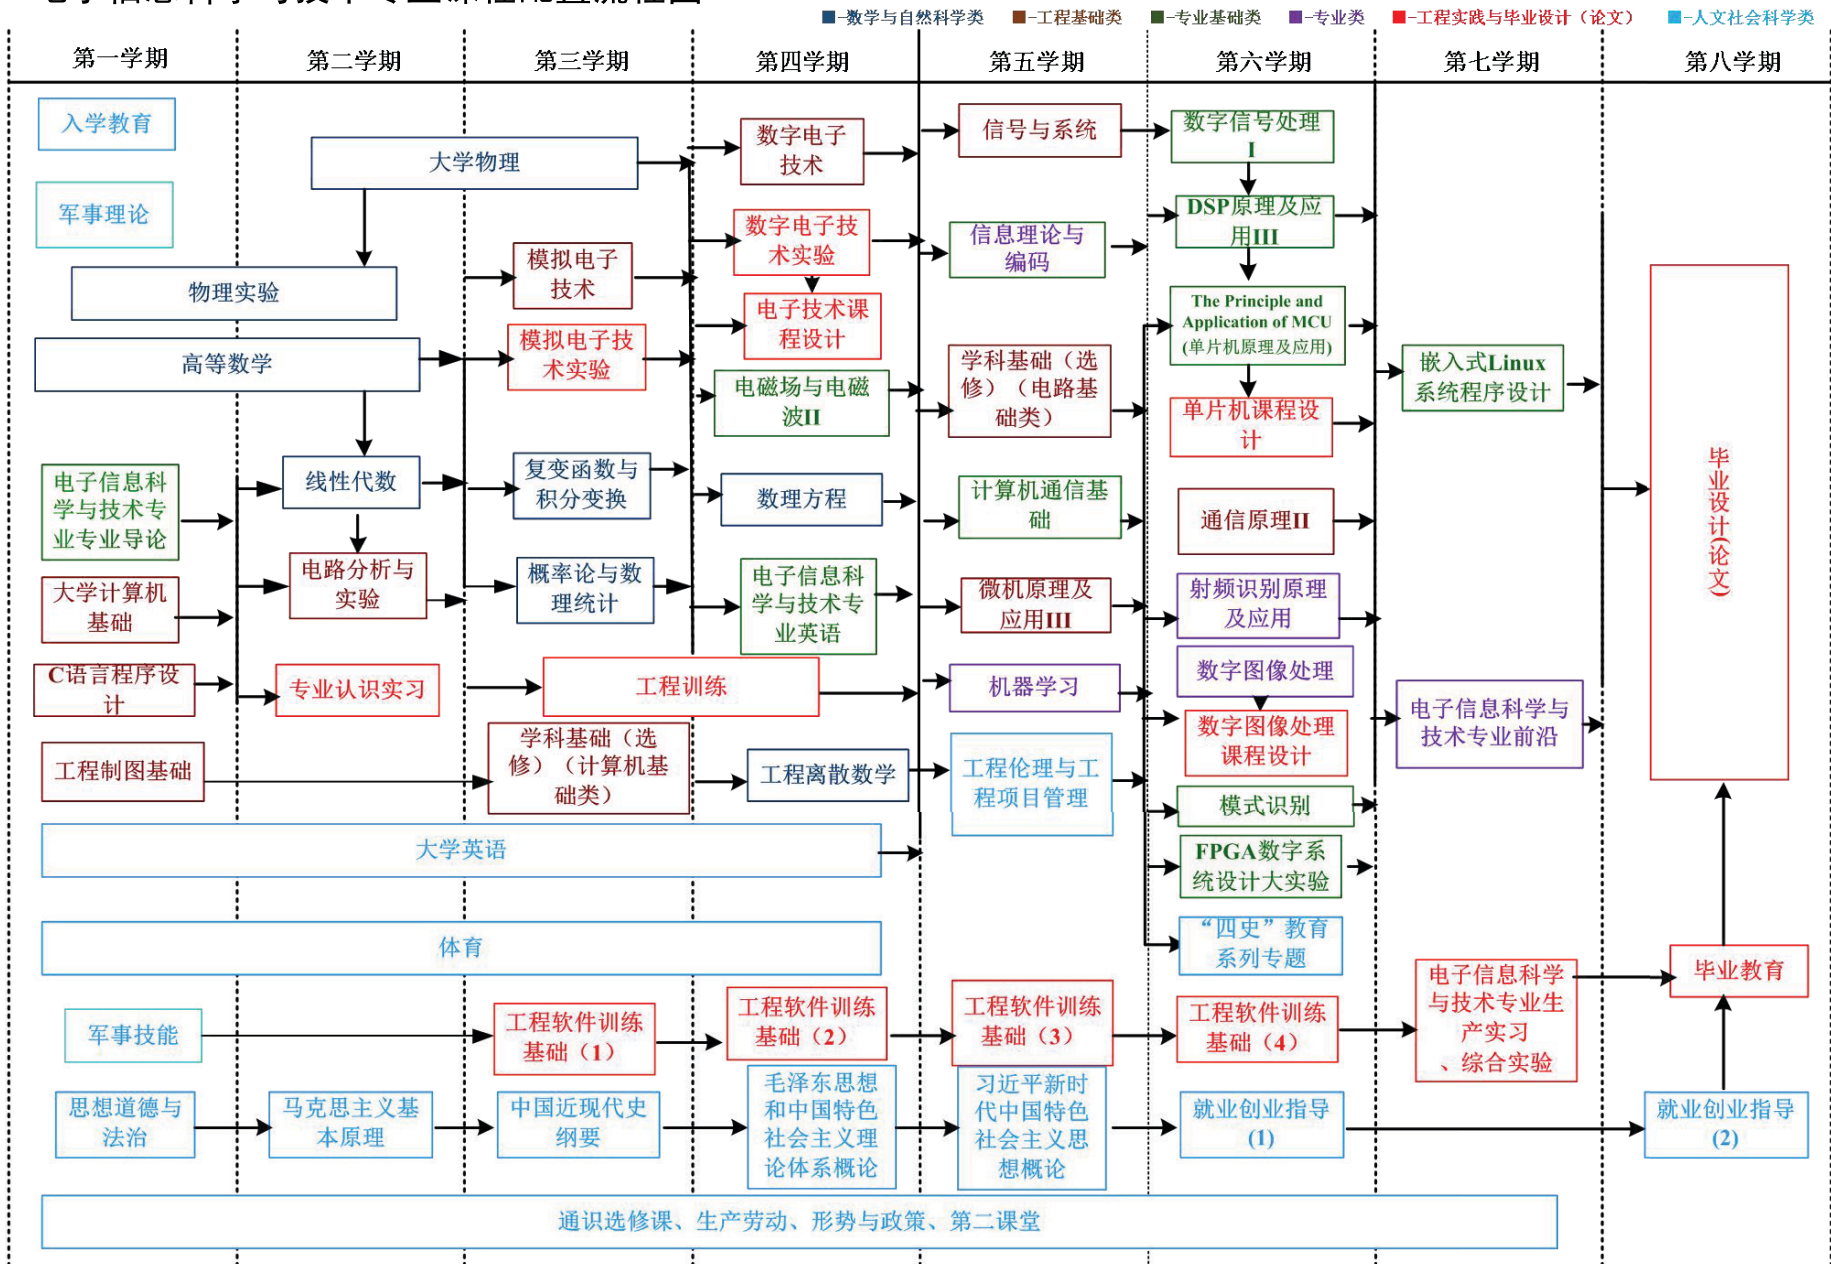 电子信息科学与技术专业课程配置流程图
■-数学与自然科学类
■-工程基础类
■-专业基础类
■-专业类
■-工程实践与毕业设计（论文）
■-人文社会科学类
第一学期
第二学期
第三学期
第四学期
第五学期
第六学期
第七学期
第八学期
入学教育
军事理论
大学物理
物理实验
高等数学
电子信息科
学与技术专
业专业导论
大学计算机
基础
C语言程序设
计
工程制图基础
线性代数
电路分析与
实验
专业认识实习
模拟电子
技术
模拟电子技
术实验
复变函数与
积分变换
概率论与数
理统计
工程训练
学科基础（选
修）（计算机基
础类）
数字电子
技术
数字电子技
术实验
电子技术课
程设计
电磁场与电磁
波II
数理方程
电子信息科
学与技术专
业英语
工程离散数学
信号与系统
信息理论与
编码
学科基础（选
修）（电路基
础类）
计算机通信基
础
微机原理及
应用III
机器学习
工程伦理与工
程项目管理
数字信号处理
I
DSP原理及应
用III
The Principle and
Application of MCU
(单片机原理及应用)
单片机课程设
计
通信原理II
射频识别原理
及应用
数字图像处理
数字图像处理
课程设计
模式识别
FPGA数字系
统设计大实验
“四史”教育
系列专题
嵌入式Linux
系统程序设计
电子信息科学与
技术专业前沿
毕业设计(论文)
大学英语
体育
军事技能
工程软件训练
基础（1）
工程软件训练
基础（2）
工程软件训练
基础（3）
工程软件训练
基础（4）
电子信息科学
与技术专业生
产实习
、综合实验
毕业教育
思想道德与
法治
马克思主义基
本原理
中国近现代史
纲要
毛泽东思想
和中国特色
社会主义理
论体系概论
习近平新时
代中国特色
社会主义思
想概论
就业创业指导
(1)
就业创业指导
(2)
通识选修课、生产劳动、形势与政策、第二课堂